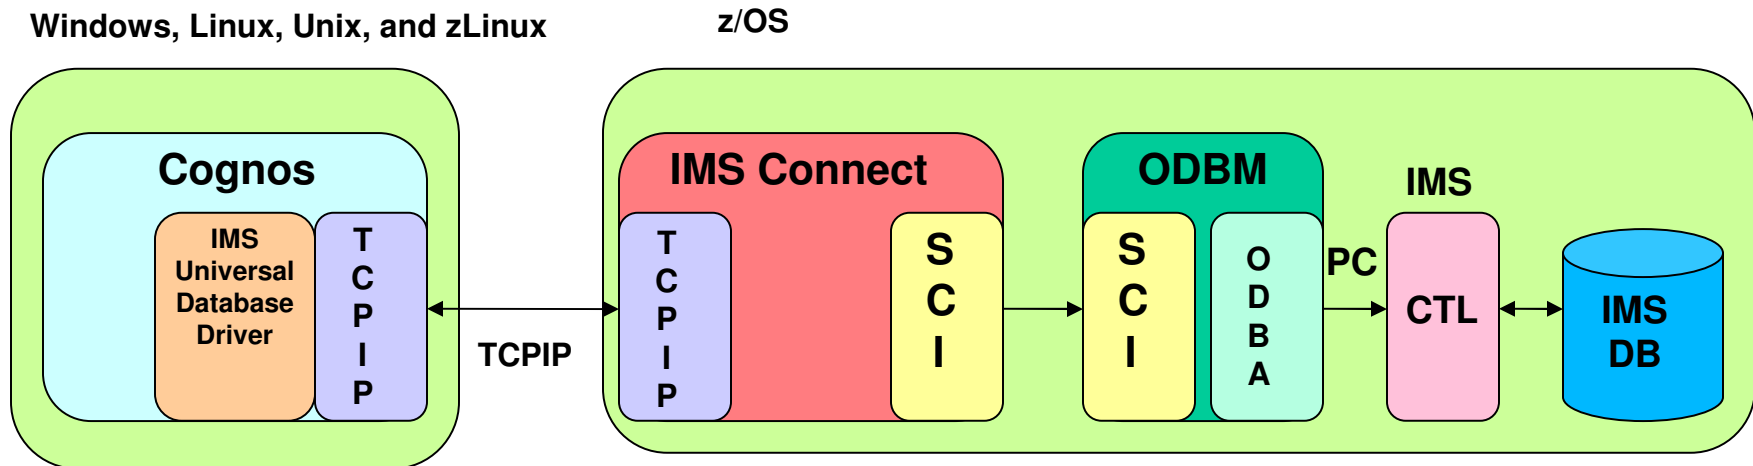 Windows, Linux, Unix, and zLinux
z/OS
Cognos
IMS
Universal
Database
Driver
T
C
P
I
P
TCPIP
IMS Connect
T
C
P
I
P
S
C
I
ODBM
S
C
I
O
D
B
A
PC
IMS
CTL
IMS
DB